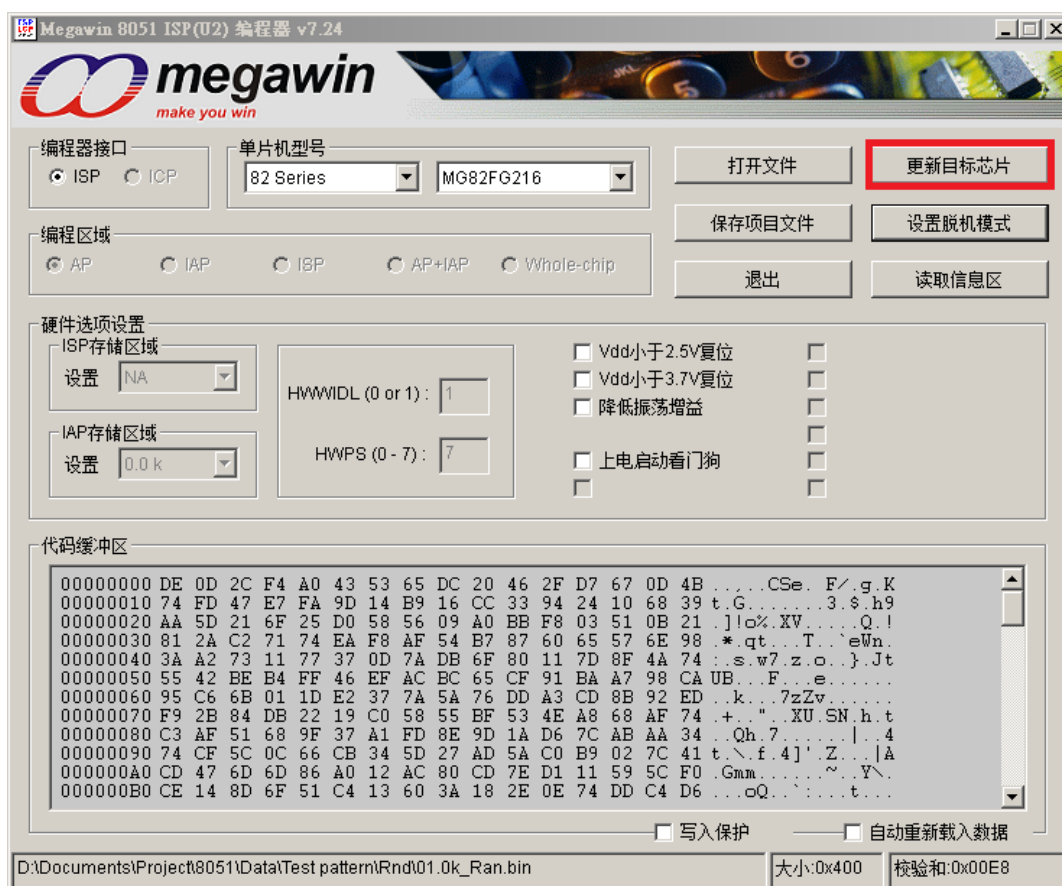 Megawin 8051 ISP(U2) 编程器 v7.24
megawin
make you win
编程器接口
ISP ICP
单片机型号
82 Series MG82FG216
打开文件 更新目标芯片
保存项目文件 设置脱机模式
退出 读取信息区
编程区域
AP IAP ISP AP+IAP Whole-chip
硬件选项设置
ISP存储区域
设置 NA
IAP存储区域
设置 0.0 k
HWWIDL (0 or 1) : 1
HWPS (0 - 7) : 7
Vdd小于2.5V复位
Vdd小于3.7V复位
降低振荡增益
上电启动看门狗
代码缓冲区
00000000 DE 0D 2C F4 A0 43 53 65 DC 20 46 2F D7 67 0D 4B ..,..CSe. F/.g.K
00000010 74 FD 47 E7 FA 9D 14 B9 16 CC 33 94 24 10 68 39 t.G.......3.$.h9
00000020 AA 5D 21 6F 25 D0 58 56 09 A0 BB F8 03 51 0B 21 .]!o%.XV.....Q.!
00000030 81 2A C2 71 74 EA F8 AF 54 B7 87 60 65 57 6E 98 .*.qt...T..`eWn.
00000040 3A A2 73 11 77 37 0D 7A DB 6F 80 11 7D 8F 4A 74 :.s.w7.z.o..}.Jt
00000050 55 42 BE B4 FF 46 EF AC BC 65 CF 91 BA A7 98 CA UB...F...e......
00000060 95 C6 6B 01 1D E2 37 7A 5A 76 DD A3 CD 8B 92 ED ..k...7zZv......
00000070 F9 2B 84 DB 22 19 C0 58 55 BF 53 4E A8 68 AF 74 .+.."..XU.SN.h.t
00000080 C3 AF 51 68 9F 37 A1 FD 8E 9D 1A D6 7C AB AA 34 ..Qh.7......|..4
00000090 74 CF 5C 0C 66 CB 34 5D 27 AD 5A C0 B9 02 7C 41 t.\.f.4]'.Z...|A
000000A0 CD 47 6D 6D 86 A0 12 AC 80 CD 7E D1 11 59 5C F0 .Gmm......~..Y\.
000000B0 CE 14 8D 6F 51 C4 13 60 3A 18 2E 0E 74 DD C4 D6 ...oQ..`:...t...
写入保护 自动重新载入数据
D:\Documents\Project\8051\Data\Test pattern\Rnd\01.0k_Ran.bin 大小:0x400 校验和:0x00E8